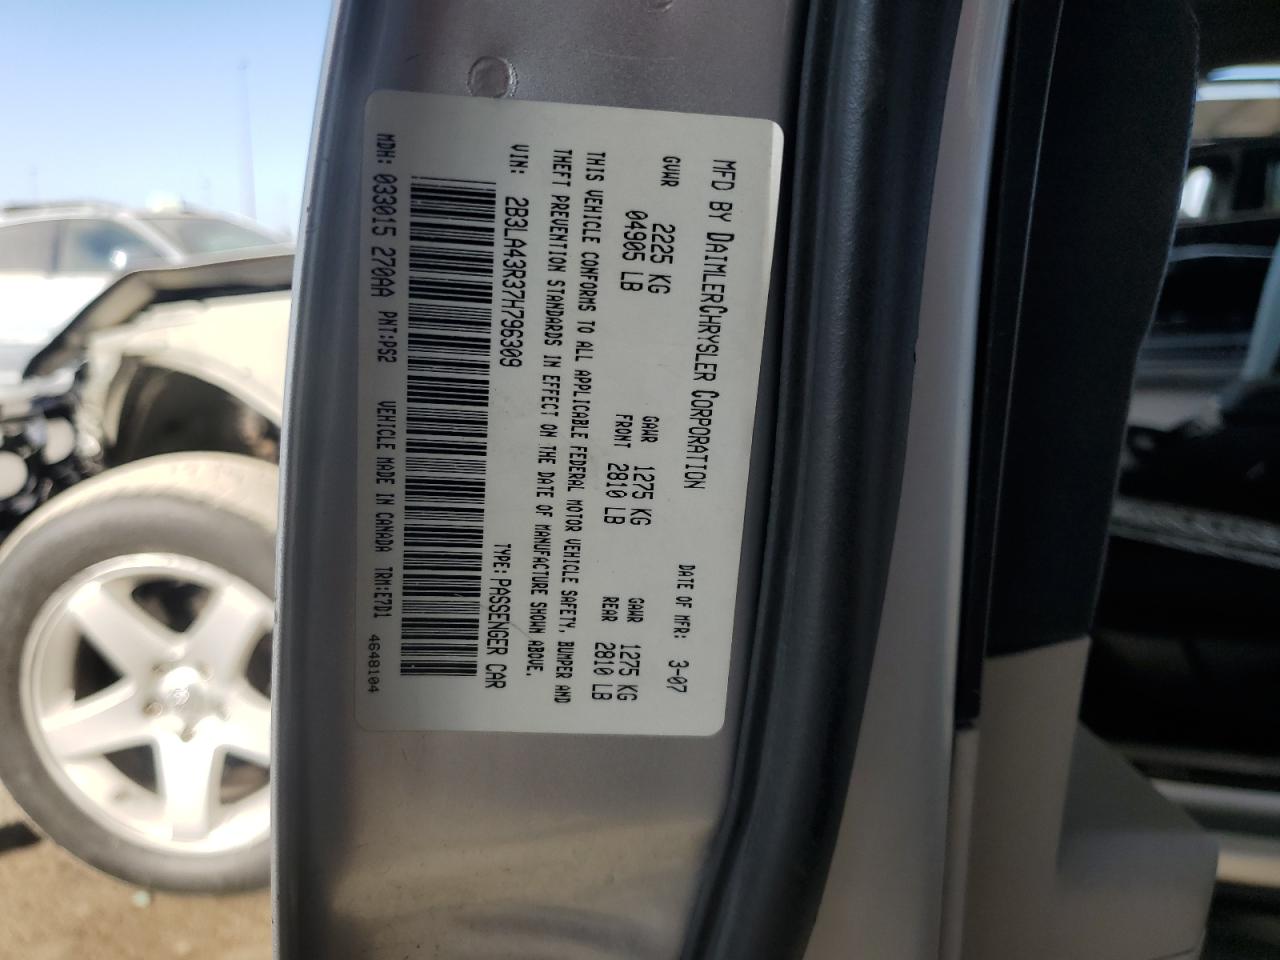 MFD BY DAIMLERCHRYSLER CORPORATION DATE OF MFR: 3-07
GVWR 2225 KG GAWR 1275 KG GAWR 1275 KG
04905 LB FRONT 2810 LB REAR 2810 LB
THIS VEHICLE CONFORMS TO ALL APPLICABLE FEDERAL MOTOR VEHICLE SAFETY, BUMPER AND
THEFT PREVENTION STANDARDS IN EFFECT ON THE DATE OF MANUFACTURE SHOWN ABOVE.
VIN: 2B3LA43R37H796309 TYPE: PASSENGER CAR
MDH: 033015 270AA PNT:PS2 VEHICLE MADE IN CANADA TRM:E7D1 4648104